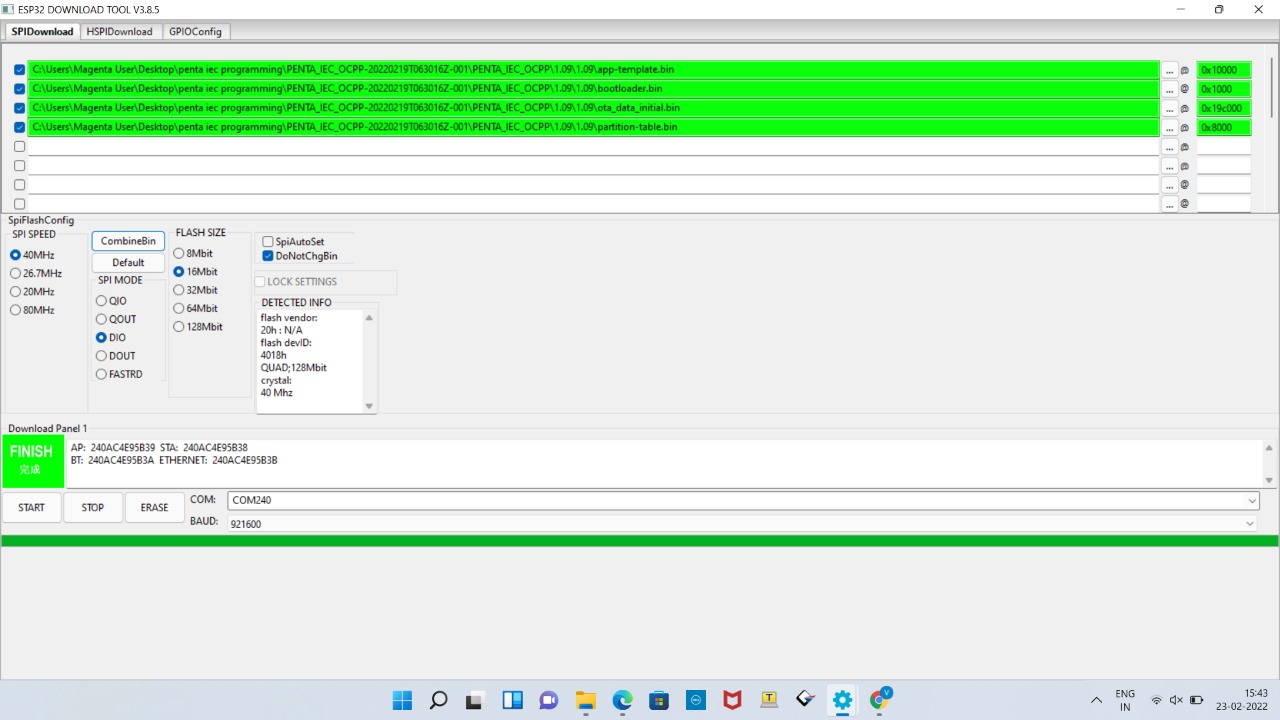 ESP32 DOWNLOAD TOOL V3.8.5
SPIDownload HSPIDownload GPIOConfig
C:\Users\Magenta User\Desktop\penta iec programming\PENTA_IEC_OCPP-20220219T063016Z-001\PENTA_IEC_OCPP\1.09\1.09\app-template.bin ... @ 0x10000
C:\Users\Magenta User\Desktop\penta iec programming\PENTA_IEC_OCPP-20220219T063016Z-001\PENTA_IEC_OCPP\1.09\1.09\bootloader.bin ... @ 0x1000
C:\Users\Magenta User\Desktop\penta iec programming\PENTA_IEC_OCPP-20220219T063016Z-001\PENTA_IEC_OCPP\1.09\1.09\ota_data_initial.bin ... @ 0x19c000
C:\Users\Magenta User\Desktop\penta iec programming\PENTA_IEC_OCPP-20220219T063016Z-001\PENTA_IEC_OCPP\1.09\1.09\partition-table.bin ... @ 0x8000
... @
... @
... @
... @
SpiFlashConfig
SPI SPEED
40MHz
26.7MHz
20MHz
80MHz
CombineBin
Default
SPI MODE
QIO
QOUT
DIO
DOUT
FASTRD
FLASH SIZE
8Mbit
16Mbit
32Mbit
64Mbit
128Mbit
SpiAutoSet
DoNotChgBin
LOCK SETTINGS
DETECTED INFO
flash vendor:
20h : N/A
flash devID:
4018h
QUAD;128Mbit
crystal:
40 Mhz
Download Panel 1
FINISH
完成
AP: 240AC4E95B39 STA: 240AC4E95B38
BT: 240AC4E95B3A ETHERNET: 240AC4E95B3B
START STOP ERASE
COM: COM240
BAUD: 921600
T
V
ENG
IN
15:43
23-02-2022